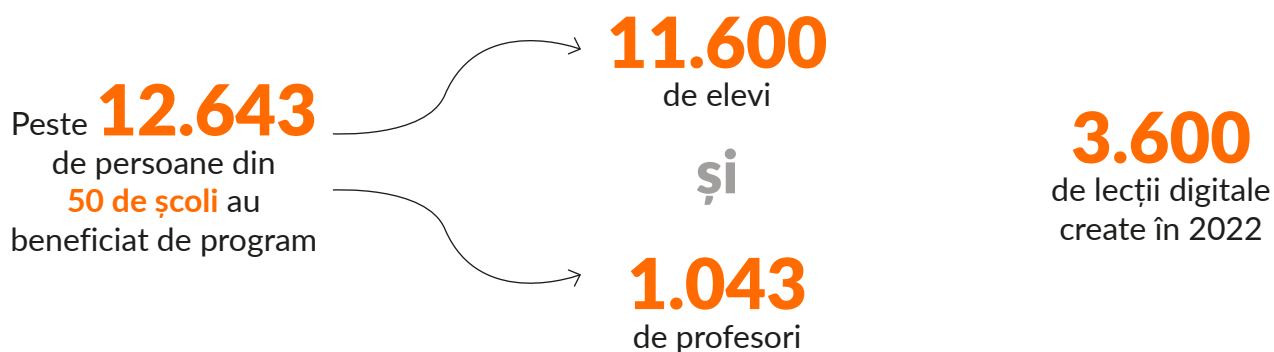 Peste 12.643
de persoane din
50 de școli au
beneficiat de program
11.600
de elevi
și
1.043
de profesori
3.600
de lecții digitale
create în 2022